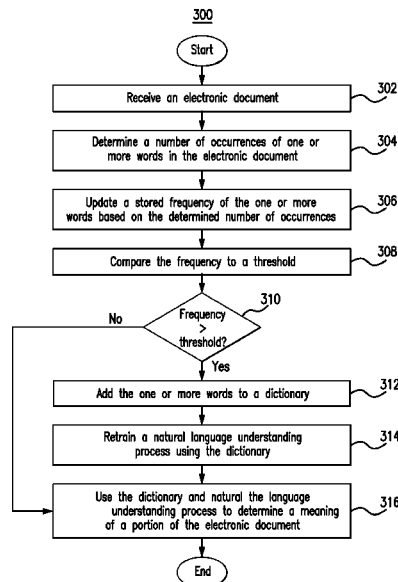 300
Start
Receive an electronic document
302
Determine a number of occurrences of one or
more words in the electronic document
304
Update a stored frequency of the one or more
words based on the determined number of occurrences
306
Compare the frequency to a threshold
308
310
Frequency
>
threshold?
No
Yes
Add the one or more words to a dictionary
312
Retrain a natural language understanding
process using the dictionary
314
Use the dictionary and natural the language
understanding process to determine a meaning
of a portion of the electronic document
316
End